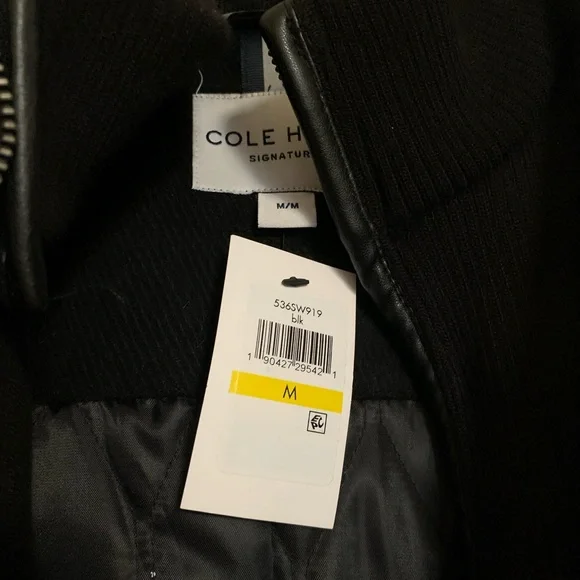 COLE H
SIGNATUR
M/M
536SW919
blk
1 90427 29542 1
M